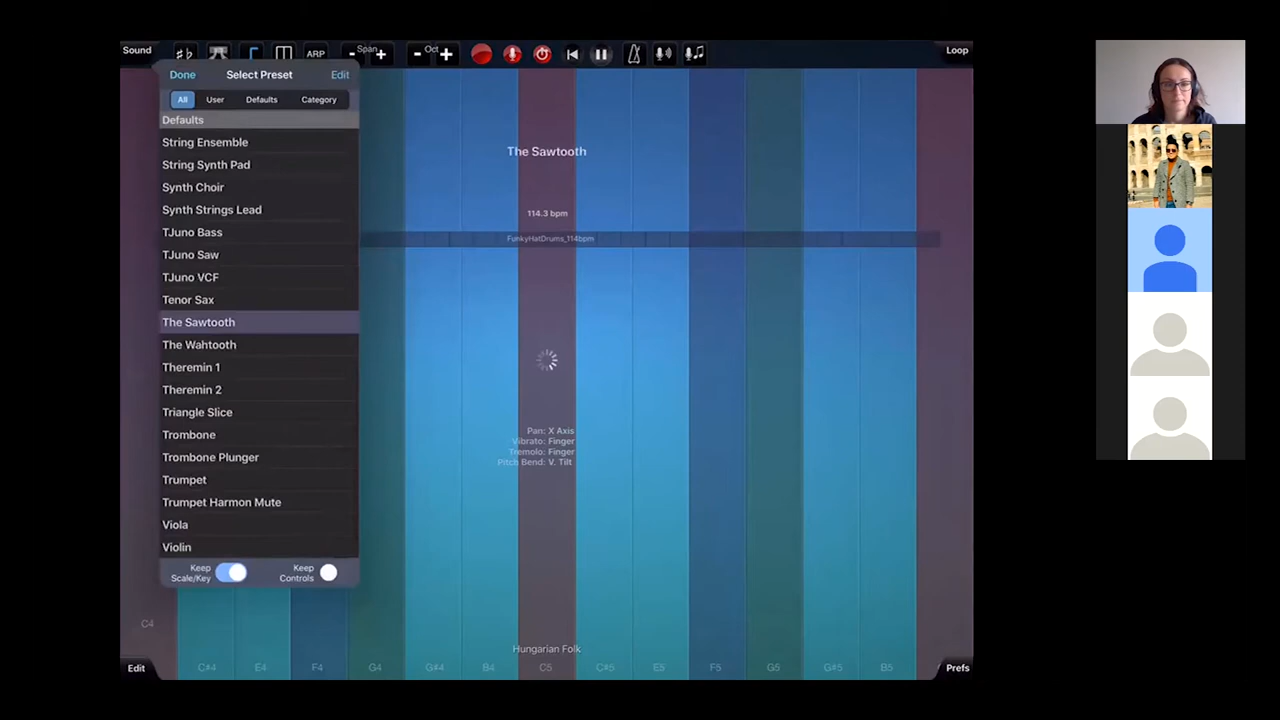 Sound
♯♭
ARP
- Span +
- Oct +
Loop
Done
Select Preset
Edit
All
User
Defaults
Category
Defaults
String Ensemble
String Synth Pad
Synth Choir
Synth Strings Lead
TJuno Bass
TJuno Saw
TJuno VCF
Tenor Sax
The Sawtooth
The Wahtooth
Theremin 1
Theremin 2
Triangle Slice
Trombone
Trombone Plunger
Trumpet
Trumpet Harmon Mute
Viola
Violin
Keep
Scale/Key
Keep
Controls
The Sawtooth
114.3 bpm
FunkyHatDrums_114bpm
Pan: X Axis
Vibrato: Finger
Tremolo: Finger
Pitch Bend: V. Tilt
Hungarian Folk
C4
C#4
E4
F4
G4
G#4
B4
C5
C#5
E5
F5
G5
G#5
B5
Edit
Prefs